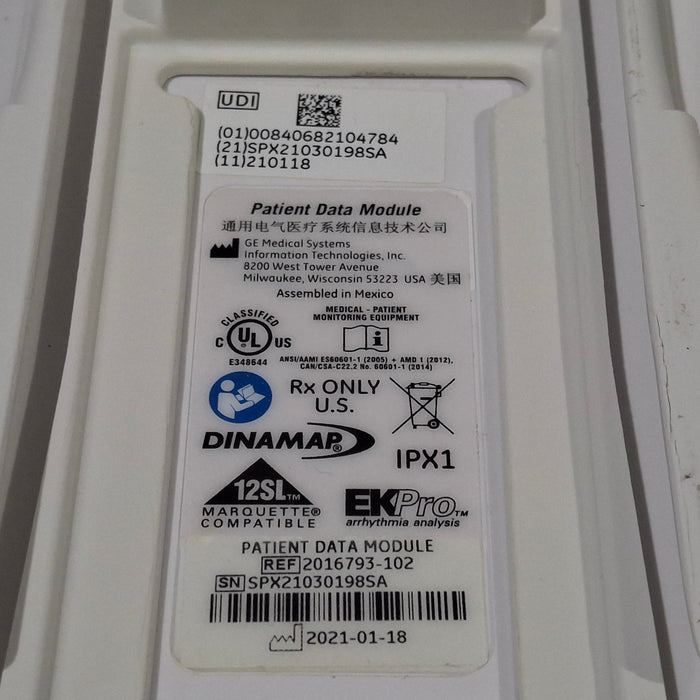 UDI
(01)00840682104784
(21)SPX21030198SA
(11)210118
Patient Data Module
通用电气医疗系统信息技术公司
GE Medical Systems
Information Technologies, Inc.
8200 West Tower Avenue
Milwaukee, Wisconsin 53223 USA 美国
Assembled in Mexico
CLASSIFIED
C UL US
E348644
MEDICAL - PATIENT
MONITORING EQUIPMENT
i
ANSI/AAMI ES60601-1 (2005) + AMD 1 (2012),
CAN/CSA-C22.2 No. 60601-1 (2014)
Rx ONLY
U.S.
DINAMAP®
IPX1
12SL™
MARQUETTE®
COMPATIBLE
EK-Pro™
arrhythmia analysis
PATIENT DATA MODULE
REF 2016793-102
SN SPX21030198SA
2021-01-18